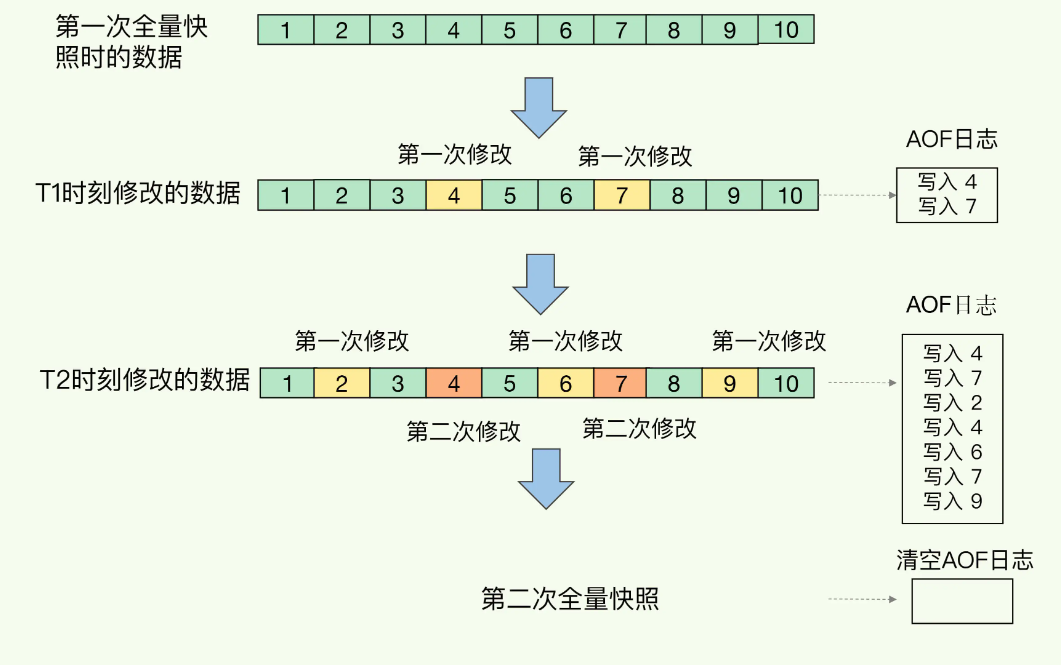 第一次全量快
照时的数据
1 2 3 4 5 6 7 8 9 10
AOF日志
第一次修改 第一次修改
T1时刻修改的数据
1 2 3 4 5 6 7 8 9 10
写入 4
写入 7
AOF日志
第一次修改 第一次修改 第一次修改
T2时刻修改的数据
1 2 3 4 5 6 7 8 9 10
第二次修改 第二次修改
写入 4
写入 7
写入 2
写入 4
写入 6
写入 7
写入 9
清空AOF日志
第二次全量快照